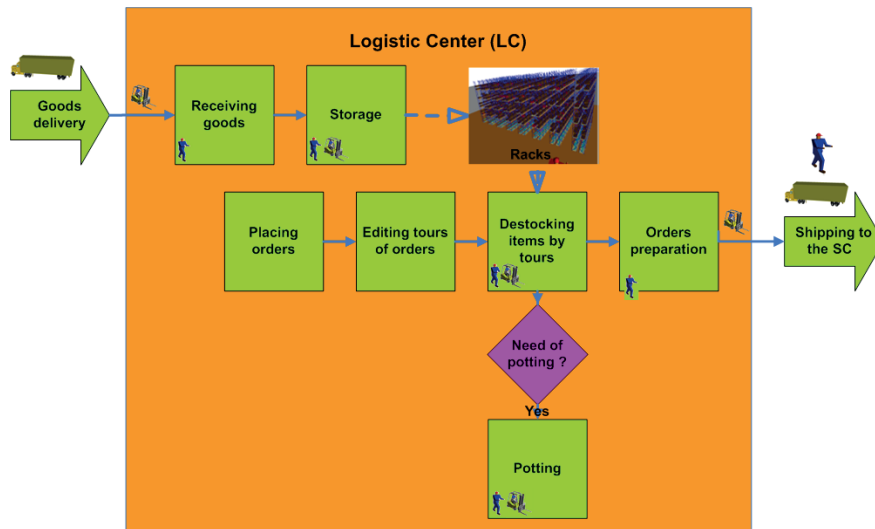 Logistic Center (LC)
Goods
delivery
Receiving
goods
Storage
Racks
Placing
orders
Editing tours
of orders
Destocking
items by
tours
Orders
preparation
Shipping to
the SC
Need of
potting ?
Yes
Potting